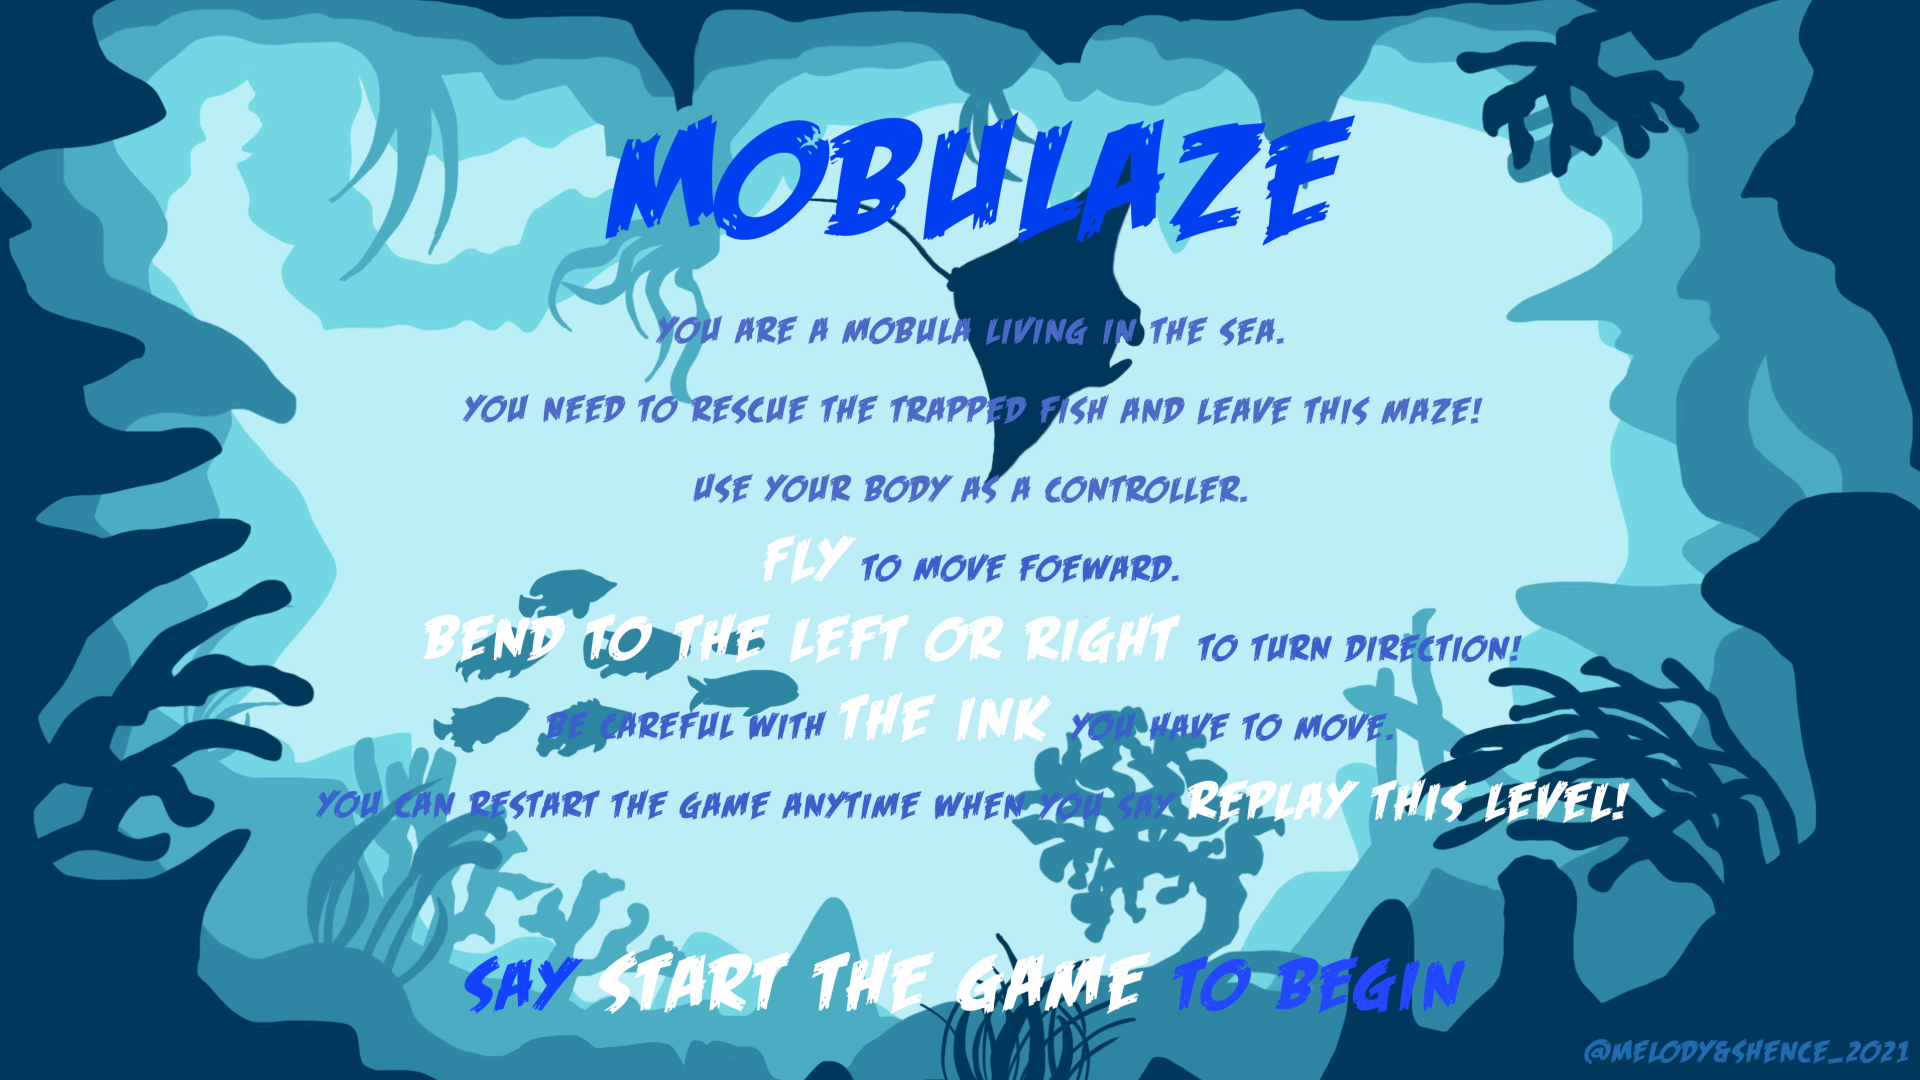 MOBULAZE
YOU ARE A MOBULA LIVING IN THE SEA.
YOU NEED TO RESCUE THE TRAPPED FISH AND LEAVE THIS MAZE!
USE YOUR BODY AS A CONTROLLER.
FLY TO MOVE FOEWARD.
BEND TO THE LEFT OR RIGHT TO TURN DIRECTION!
BE CAREFUL WITH THE INK YOU HAVE TO MOVE.
YOU CAN RESTART THE GAME ANYTIME WHEN YOU SAY REPLAY THIS LEVEL!
SAY START THE GAME TO BEGIN
@MELODY&SHENCE_2021